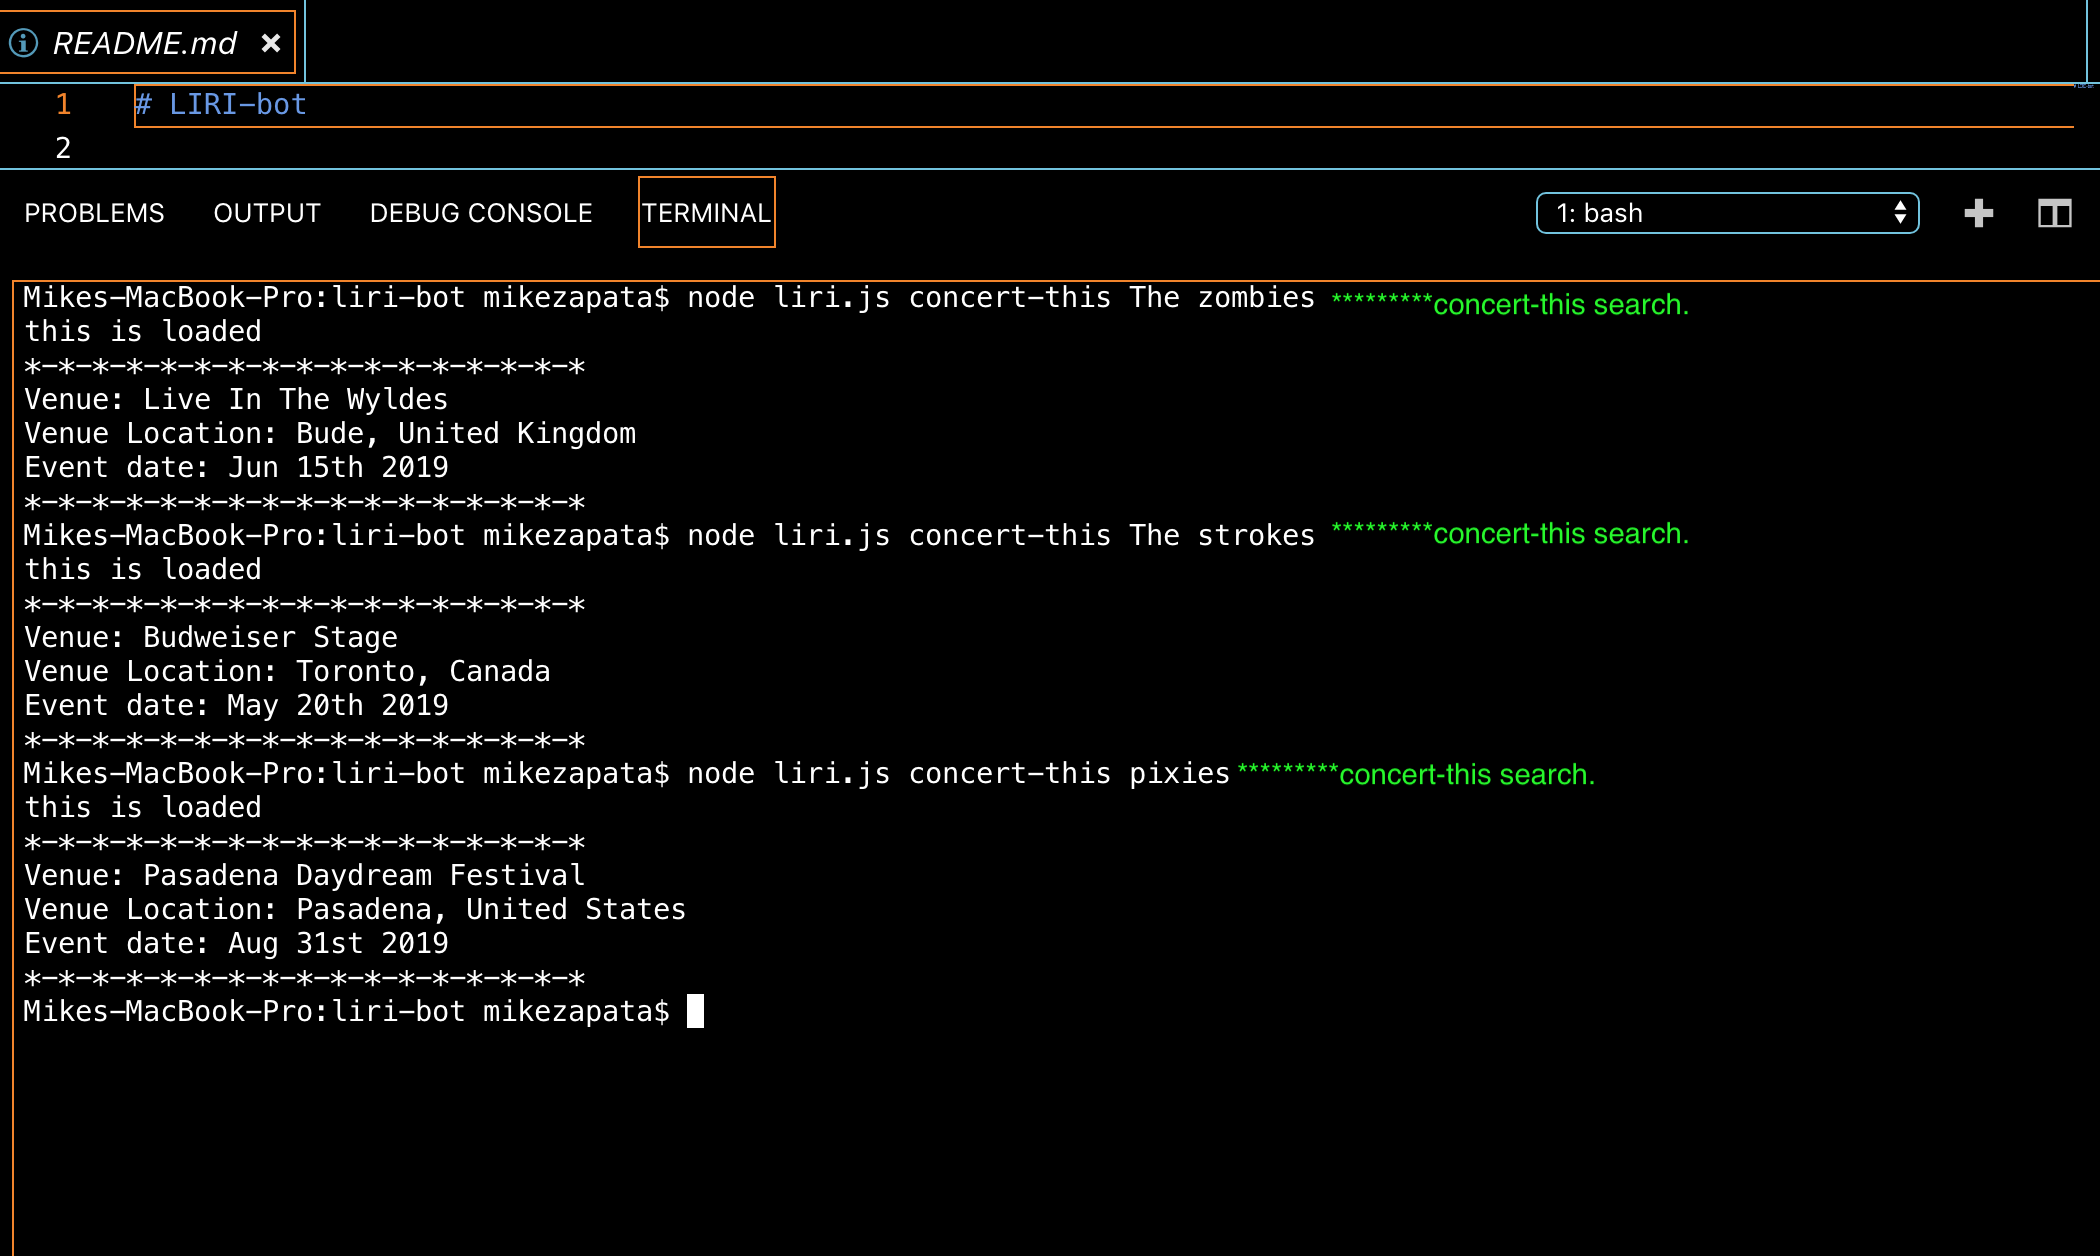 README.md
1 # LIRI-bot
2
PROBLEMS OUTPUT DEBUG CONSOLE TERMINAL 1: bash
Mikes-MacBook-Pro:liri-bot mikezapata$ node liri.js concert-this The zombies *********concert-this search.
this is loaded
*-*-*-*-*-*-*-*-*-*-*-*-*-*-*-*-*
Venue: Live In The Wyldes
Venue Location: Bude, United Kingdom
Event date: Jun 15th 2019
*-*-*-*-*-*-*-*-*-*-*-*-*-*-*-*-*
Mikes-MacBook-Pro:liri-bot mikezapata$ node liri.js concert-this The strokes *********concert-this search.
this is loaded
*-*-*-*-*-*-*-*-*-*-*-*-*-*-*-*-*
Venue: Budweiser Stage
Venue Location: Toronto, Canada
Event date: May 20th 2019
*-*-*-*-*-*-*-*-*-*-*-*-*-*-*-*-*
Mikes-MacBook-Pro:liri-bot mikezapata$ node liri.js concert-this pixies *********concert-this search.
this is loaded
*-*-*-*-*-*-*-*-*-*-*-*-*-*-*-*-*
Venue: Pasadena Daydream Festival
Venue Location: Pasadena, United States
Event date: Aug 31st 2019
*-*-*-*-*-*-*-*-*-*-*-*-*-*-*-*-*
Mikes-MacBook-Pro:liri-bot mikezapata$